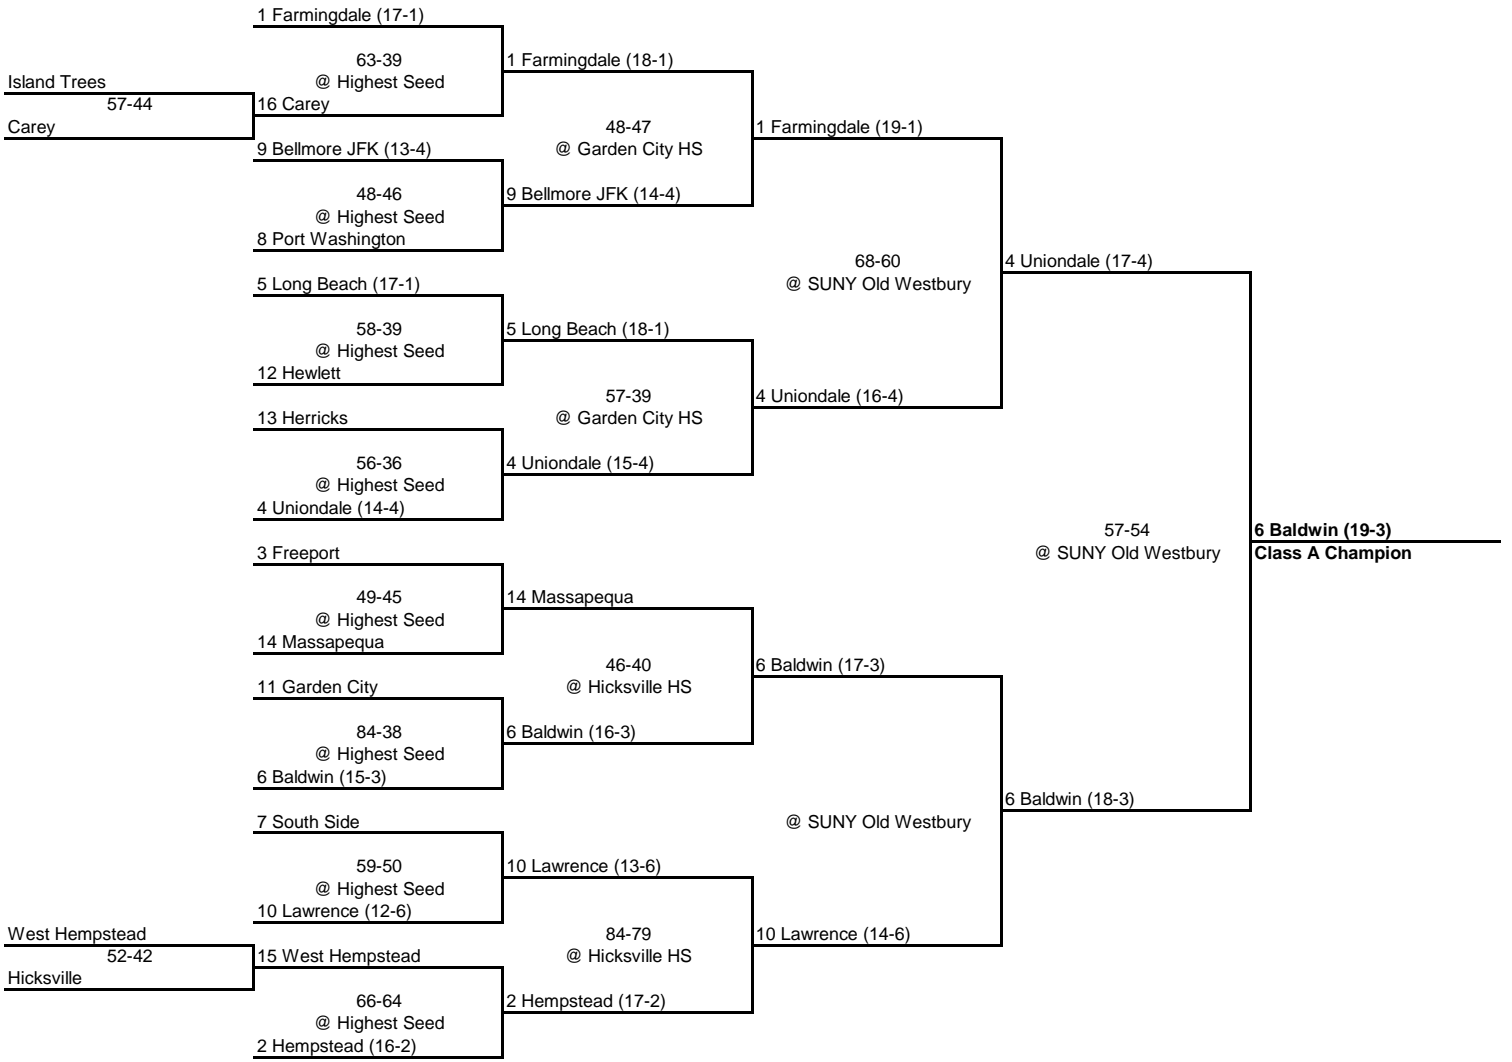 1 Farmingdale (17-1)
63-39
@ Highest Seed
1 Farmingdale (18-1)
Island Trees
57-44
16 Carey
Carey
48-47
@ Garden City HS
1 Farmingdale (19-1)
9 Bellmore JFK (13-4)
48-46
@ Highest Seed
9 Bellmore JFK (14-4)
8 Port Washington
68-60
@ SUNY Old Westbury
4 Uniondale (17-4)
5 Long Beach (17-1)
58-39
@ Highest Seed
5 Long Beach (18-1)
12 Hewlett
57-39
@ Garden City HS
4 Uniondale (16-4)
13 Herricks
56-36
@ Highest Seed
4 Uniondale (15-4)
4 Uniondale (14-4)
57-54
@ SUNY Old Westbury
6 Baldwin (19-3)
Class A Champion
3 Freeport
49-45
@ Highest Seed
14 Massapequa
14 Massapequa
46-40
@ Hicksville HS
6 Baldwin (17-3)
11 Garden City
84-38
@ Highest Seed
6 Baldwin (16-3)
6 Baldwin (15-3)
@ SUNY Old Westbury
6 Baldwin (18-3)
7 South Side
59-50
@ Highest Seed
10 Lawrence (13-6)
10 Lawrence (12-6)
84-79
@ Hicksville HS
10 Lawrence (14-6)
West Hempstead
52-42
15 West Hempstead
Hicksville
66-64
@ Highest Seed
2 Hempstead (17-2)
2 Hempstead (16-2)